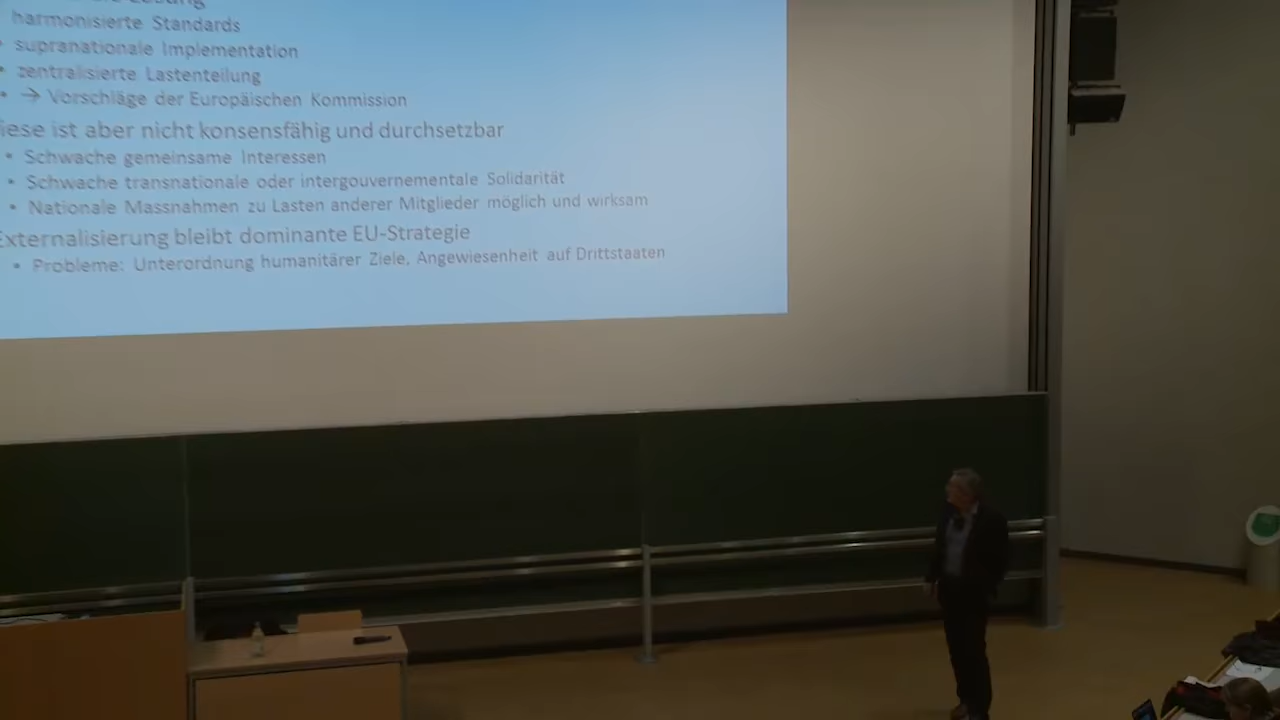 harmonisierte Standards
• supranationale Implementation
• zentralisierte Lastenteilung
• → Vorschläge der Europäischen Kommission
iese ist aber nicht konsensfähig und durchsetzbar
• Schwache gemeinsame Interessen
• Schwache transnationale oder intergouvernementale Solidarität
• Nationale Massnahmen zu Lasten anderer Mitglieder möglich und wirksam
Externalisierung bleibt dominante EU-Strategie
• Probleme: Unterordnung humanitärer Ziele, Angewiesenheit auf Drittstaaten